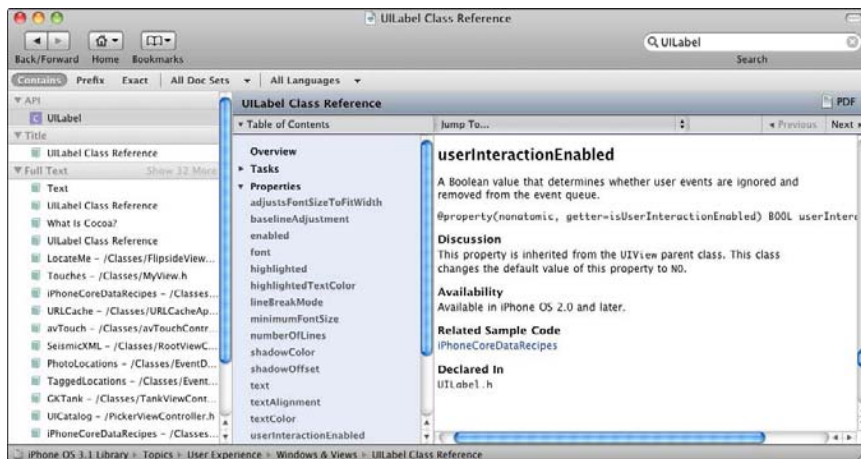 UILabel Class Reference
UILabel
Back/Forward Home Bookmarks Search
Contains Prefix Exact All Doc Sets All Languages
API
C UILabel
Title
UILabel Class Reference
Full Text Show 32 More
Text
UILabel Class Reference
What Is Cocoa?
UILabel Class Reference
LocateMe – /Classes/FlipsideView...
Touches – /Classes/MyView.h
iPhoneCoreDataRecipes – /Classes...
URLCache – /Classes/URLCacheAp...
avTouch – /Classes/avTouchContr...
SeismicXML – /Classes/RootViewC...
PhotoLocations – /Classes/EventD...
TaggedLocations – /Classes/Event...
GKTank – /Classes/TankViewCont...
UICatalog – /PickerViewController.h
iPhoneCoreDataRecipes – /Classes...
UILabel Class Reference PDF
Table of Contents
Jump To... Previous Next
Overview
Tasks
Properties
adjustsFontSizeToFitWidth
baselineAdjustment
enabled
font
highlighted
highlightedTextColor
lineBreakMode
minimumFontSize
numberOfLines
shadowColor
shadowOffset
text
textAlignment
textColor
userInteractionEnabled
userInteractionEnabled
A Boolean value that determines whether user events are ignored and
removed from the event queue.
@property(nonatomic, getter=isUserInteractionEnabled) BOOL userInterac
Discussion
This property is inherited from the UIView parent class. This class
changes the default value of this property to NO.
Availability
Available in iPhone OS 2.0 and later.
Related Sample Code
iPhoneCoreDataRecipes
Declared In
UILabel.h
iPhone OS 3.1 Library Topics User Experience Windows & Views UILabel Class Reference